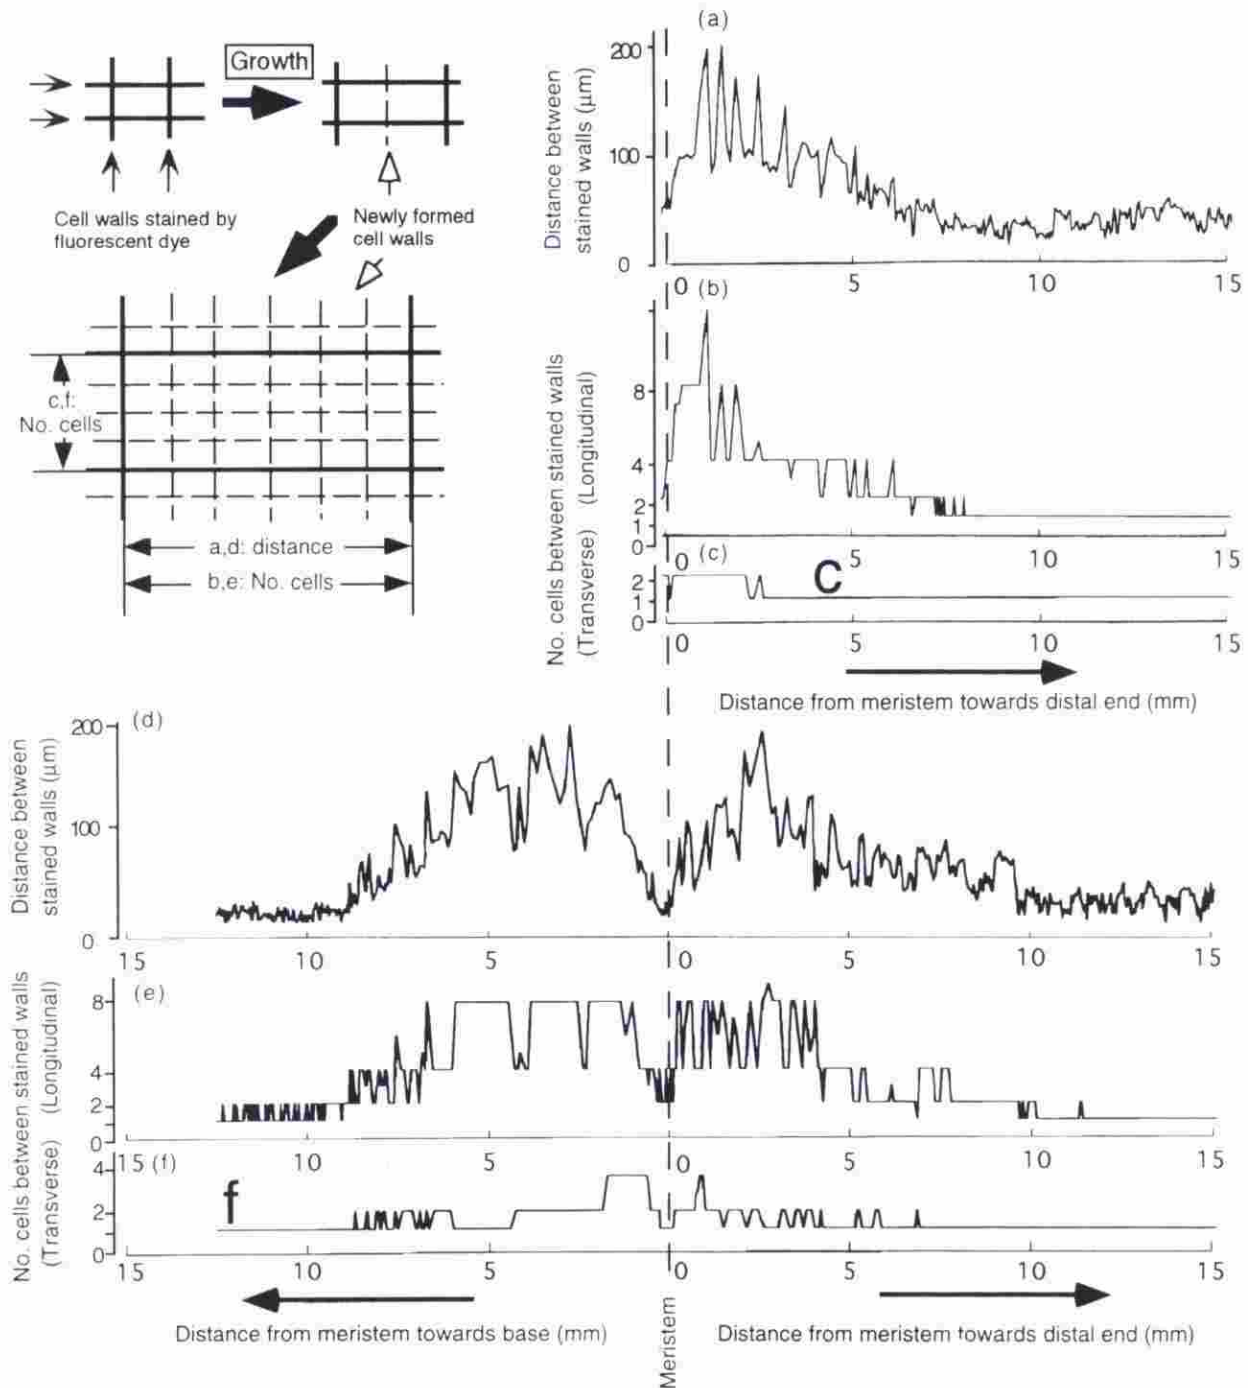 Growth
Cell walls stained by
fluorescent dye
Newly formed
cell walls
c,f:
No. cells
a,d: distance
b,e: No. cells
(a)
Distance between
stained walls (μm)
200
100
0
0
5
10
15
(b)
No. cells between stained walls
(Transverse) (Longitudinal)
8
4
2
1
0
0
5
10
15
(c)
C
2
1
0
0
5
10
15
Distance from meristem towards distal end (mm)
(d)
Distance between
stained walls (μm)
200
100
0
15
10
5
0
5
10
15
(e)
No. cells between stained walls
(Transverse) (Longitudinal)
8
4
2
1
0
15
10
5
0
5
10
15
(f)
f
4
2
1
0
15
10
5
0
5
10
15
Distance from meristem towards base (mm)
Meristem
Distance from meristem towards distal end (mm)